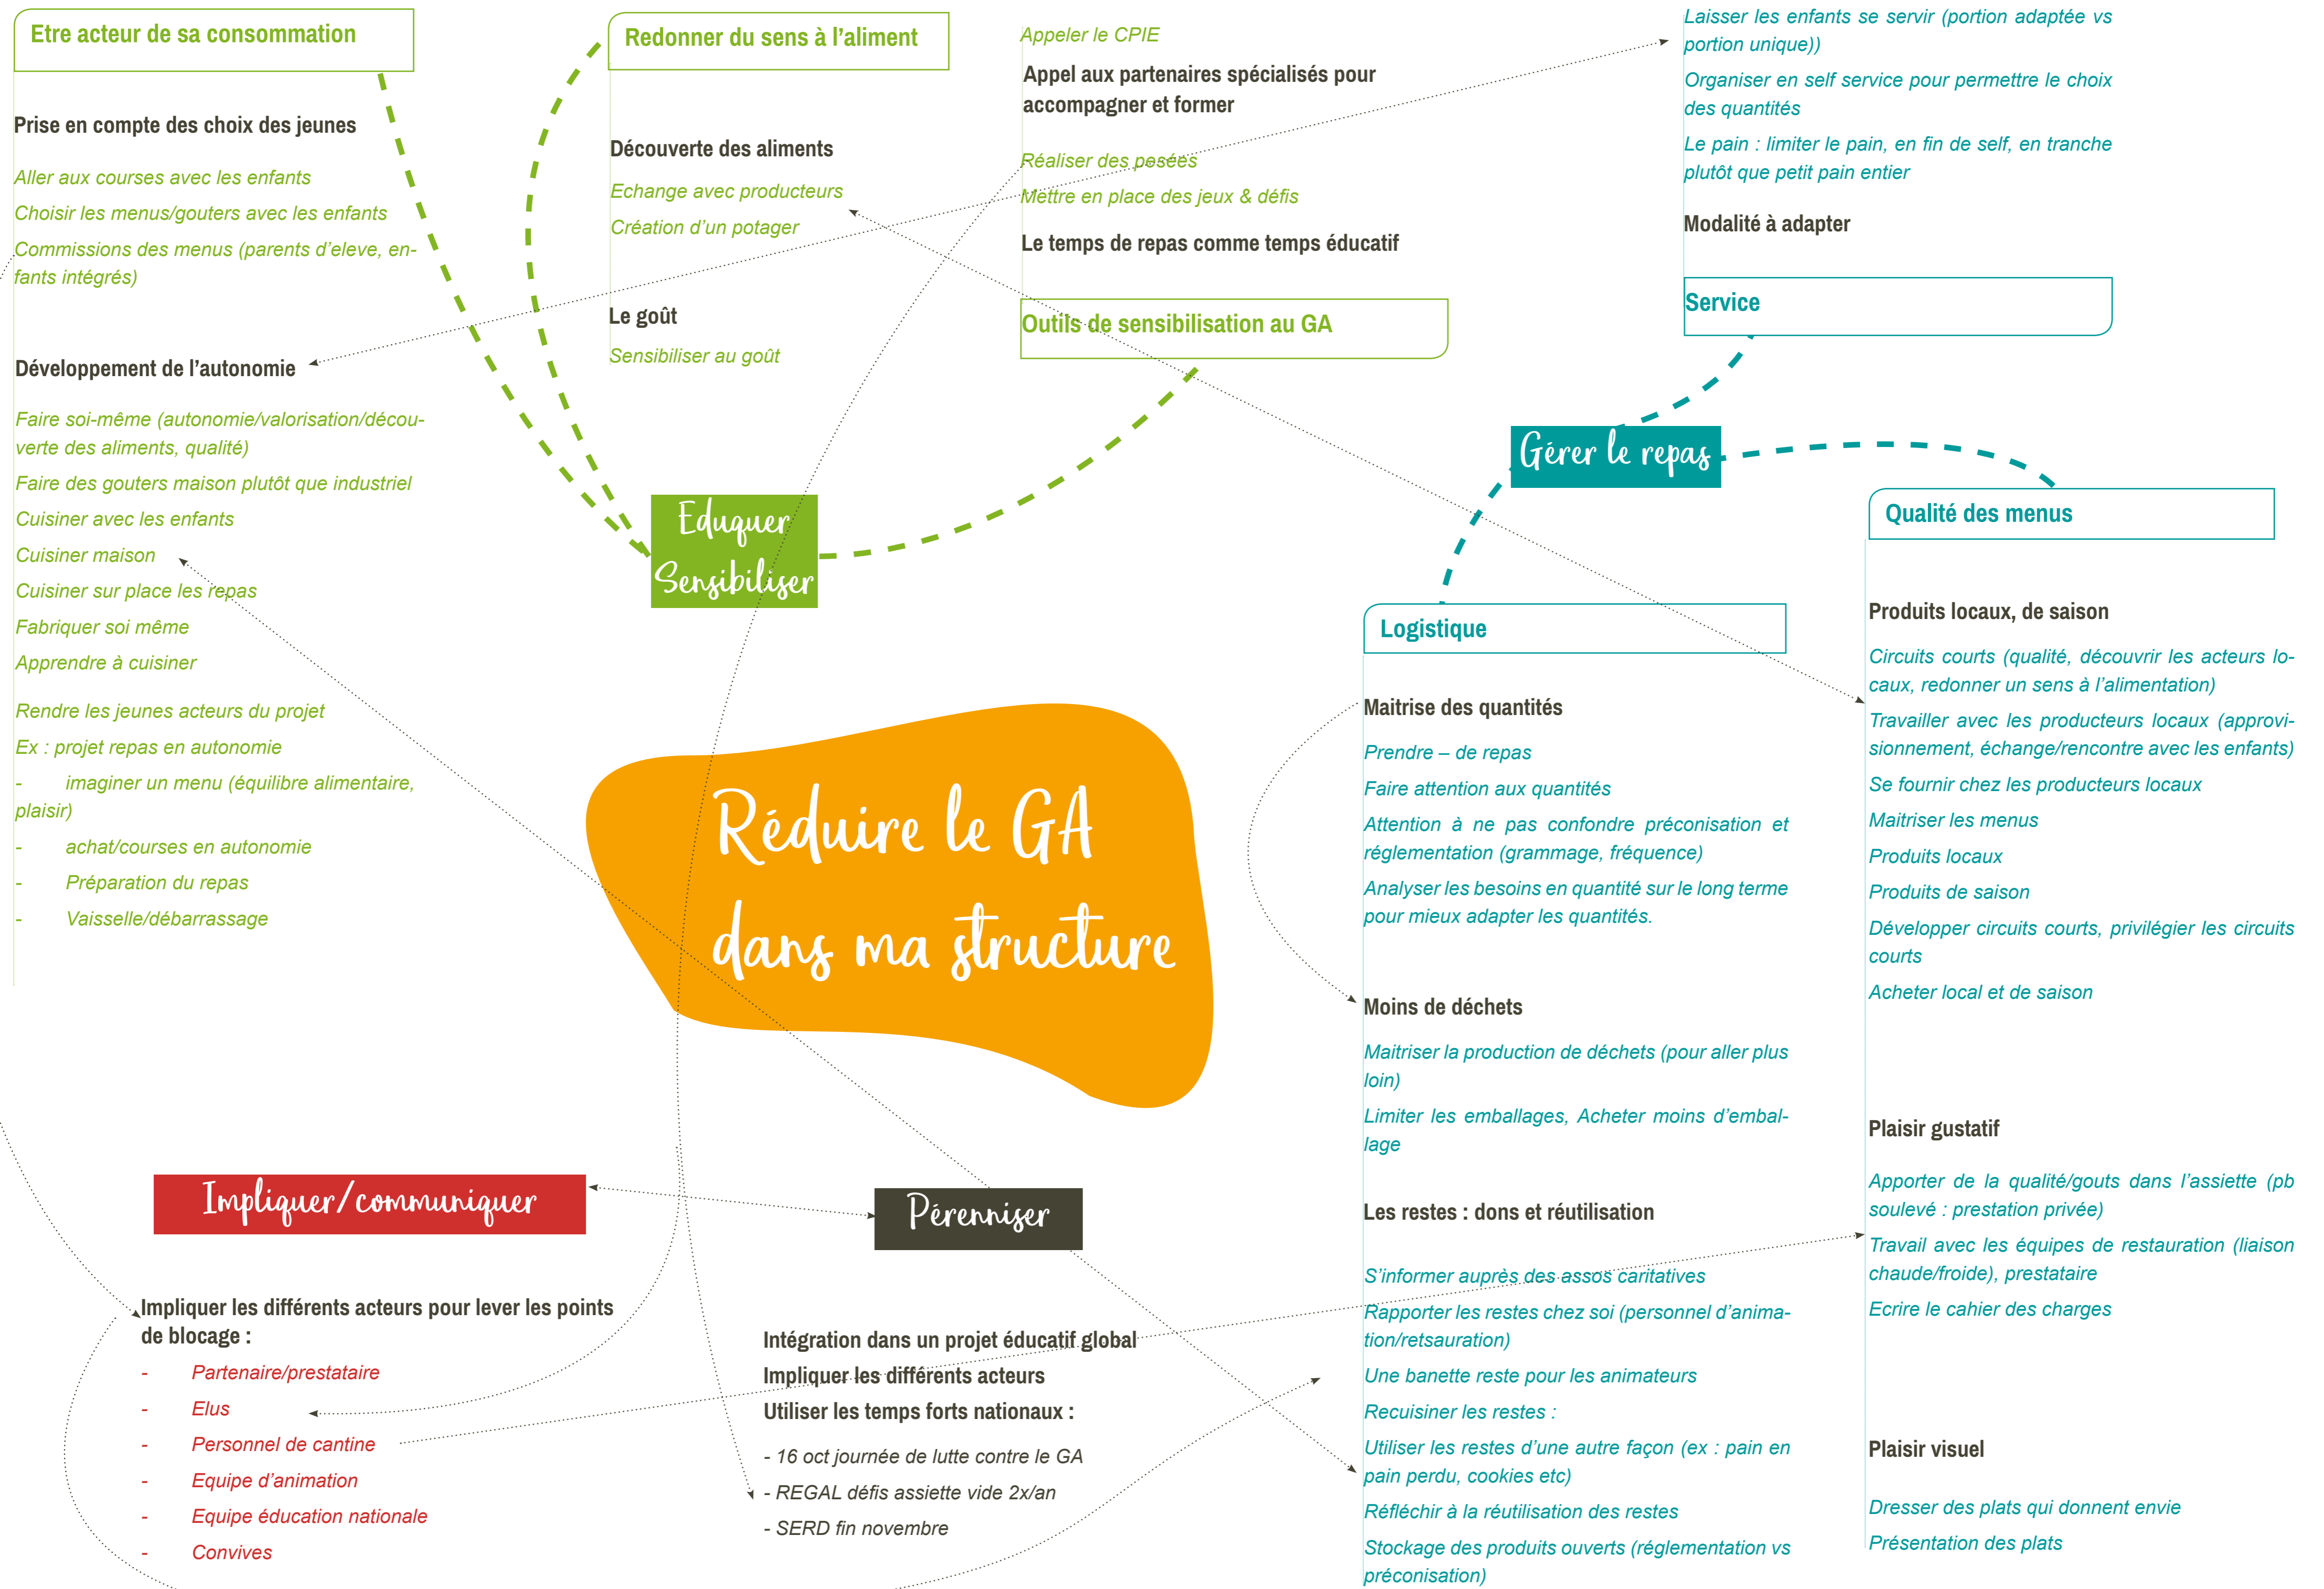 Etre acteur de sa consommation
Prise en compte des choix des jeunes
Aller aux courses avec les enfants
Choisir les menus/gouters avec les enfants
Commissions des menus (parents d'eleve, en-
fants intégrés)
Développement de l'autonomie
Faire soi-même (autonomie/valorisation/décou-
verte des aliments, qualité)
Faire des gouters maison plutôt que industriel
Cuisiner avec les enfants
Cuisiner maison
Cuisiner sur place les repas
Fabriquer soi même
Apprendre à cuisiner
Rendre les jeunes acteurs du projet
Ex : projet repas en autonomie
- imaginer un menu (équilibre alimentaire,
plaisir)
- achat/courses en autonomie
- Préparation du repas
- Vaisselle/débarrassage
Redonner du sens à l'aliment
Découverte des aliments
Echange avec producteurs
Création d'un potager
Le goût
Sensibiliser au goût
Appeler le CPIE
Appel aux partenaires spécialisés pour
accompagner et former
Réaliser des pesées
Mettre en place des jeux & défis
Le temps de repas comme temps éducatif
Outils de sensibilisation au GA
Eduquer
Sensibiliser
Laisser les enfants se servir (portion adaptée vs
portion unique))
Organiser en self service pour permettre le choix
des quantités
Le pain : limiter le pain, en fin de self, en tranche
plutôt que petit pain entier
Modalité à adapter
Service
Gérer le repas
Logistique
Maitrise des quantités
Prendre – de repas
Faire attention aux quantités
Attention à ne pas confondre préconisation et
réglementation (grammage, fréquence)
Analyser les besoins en quantité sur le long terme
pour mieux adapter les quantités.
Moins de déchets
Maitriser la production de déchets (pour aller plus
loin)
Limiter les emballages, Acheter moins d'embal-
lage
Les restes : dons et réutilisation
S'informer auprès des assos caritatives
Rapporter les restes chez soi (personnel d'anima-
tion/retsauration)
Une banette reste pour les animateurs
Recuisiner les restes :
Utiliser les restes d'une autre façon (ex : pain en
pain perdu, cookies etc)
Réfléchir à la réutilisation des restes
Stockage des produits ouverts (réglementation vs
préconisation)
Qualité des menus
Produits locaux, de saison
Circuits courts (qualité, découvrir les acteurs lo-
caux, redonner un sens à l'alimentation)
Travailler avec les producteurs locaux (approvi-
sionnement, échange/rencontre avec les enfants)
Se fournir chez les producteurs locaux
Maitriser les menus
Produits locaux
Produits de saison
Développer circuits courts, privilégier les circuits
courts
Acheter local et de saison
Plaisir gustatif
Apporter de la qualité/gouts dans l'assiette (pb
soulevé : prestation privée)
Travail avec les équipes de restauration (liaison
chaude/froide), prestataire
Ecrire le cahier des charges
Plaisir visuel
Dresser des plats qui donnent envie
Présentation des plats
Réduire le GA
dans ma structure
Impliquer/communiquer
Impliquer les différents acteurs pour lever les points
de blocage :
- Partenaire/prestataire
- Elus
- Personnel de cantine
- Equipe d'animation
- Equipe éducation nationale
- Convives
Pérenniser
Intégration dans un projet éducatif global
Impliquer les différents acteurs
Utiliser les temps forts nationaux :
- 16 oct journée de lutte contre le GA
- REGAL défis assiette vide 2x/an
- SERD fin novembre